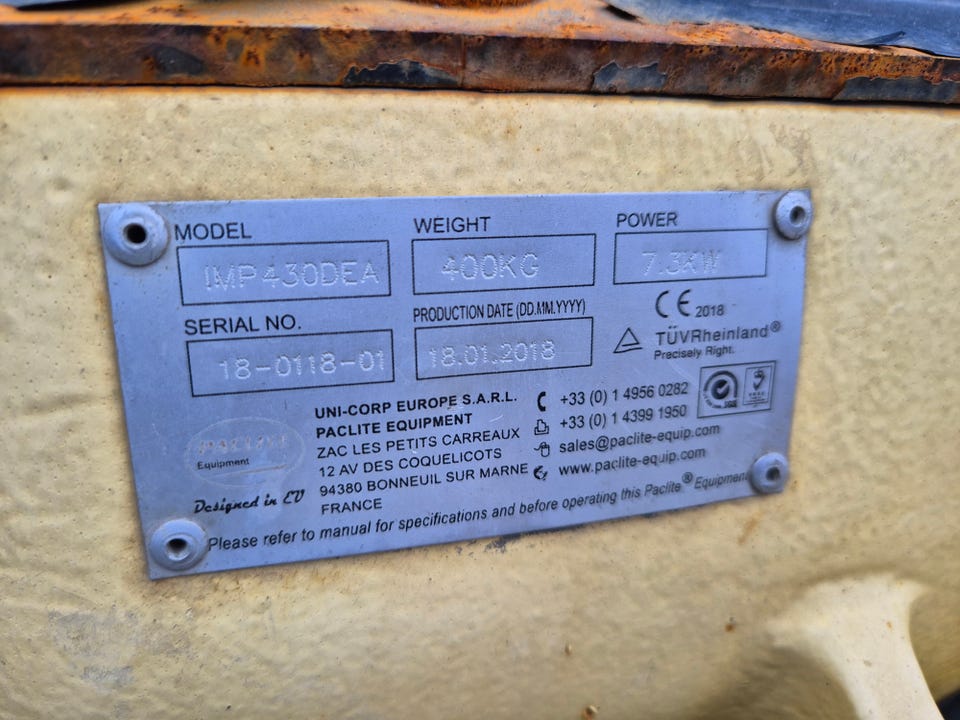 MODEL
IMP430DEA
WEIGHT
400KG
POWER
7.3KW
SERIAL NO.
18-0118-01
PRODUCTION DATE (DD.MM.YYYY)
18.01.2018
CE 2018
TÜVRheinland®
Precisely Right.
PACLITE
Equipment
Designed in EU
UNI-CORP EUROPE S.A.R.L.
PACLITE EQUIPMENT
ZAC LES PETITS CARREAUX
12 AV DES COQUELICOTS
94380 BONNEUIL SUR MARNE
FRANCE
+33 (0) 1 4956 0282
+33 (0) 1 4399 1950
sales@paclite-equip.com
www.paclite-equip.com
SGS
Please refer to manual for specifications and before operating this Paclite® Equipment